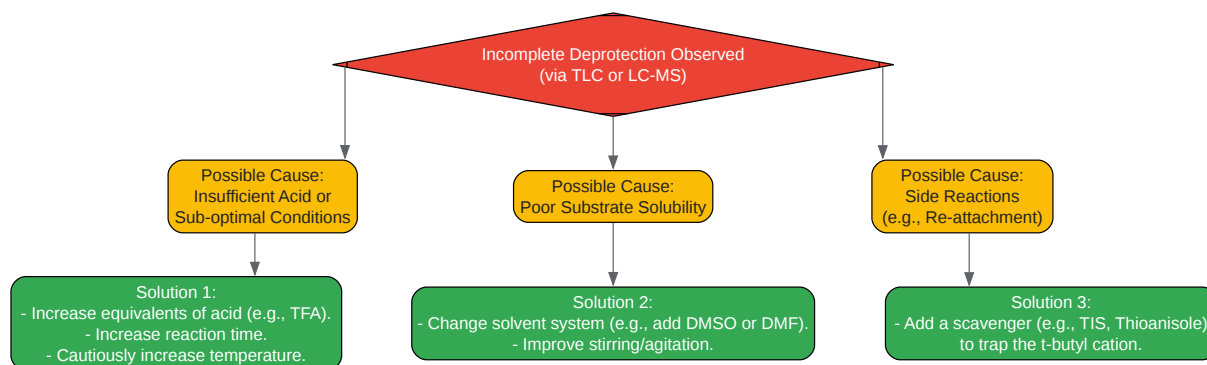 Incomplete Deprotection Observed
(via TLC or LC-MS)
Possible Cause:
Insufficient Acid or
Sub-optimal Conditions
Possible Cause:
Poor Substrate Solubility
Possible Cause:
Side Reactions
(e.g., Re-attachment)
Solution 1:
- Increase equivalents of acid (e.g., TFA).
- Increase reaction time.
- Cautiously increase temperature.
Solution 2:
- Change solvent system (e.g., add DMSO or DMF).
- Improve stirring/agitation.
Solution 3:
- Add a scavenger (e.g., TIS, Thioanisole)
to trap the t-butyl cation.